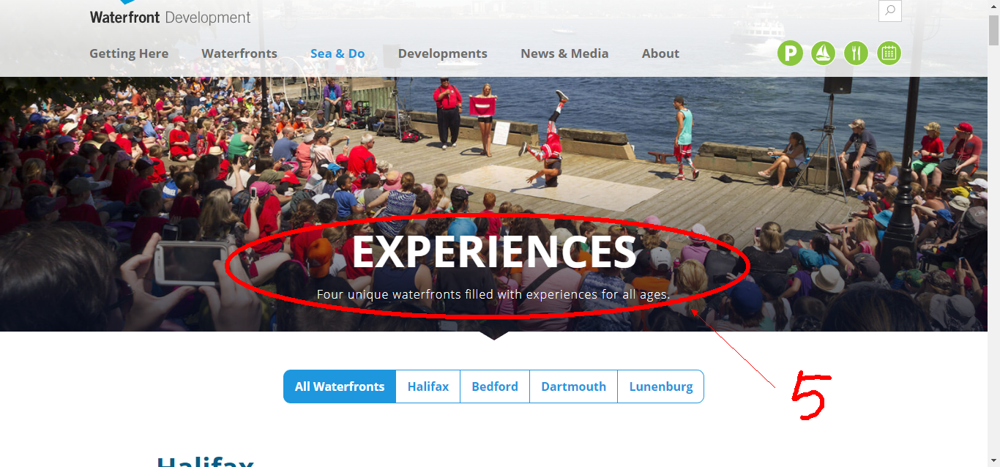 Waterfront Development
Getting Here Waterfronts Sea & Do Developments News & Media About
P
EXPERIENCES
Four unique waterfronts filled with experiences for all ages.
All Waterfronts Halifax Bedford Dartmouth Lunenburg
5
Halifax